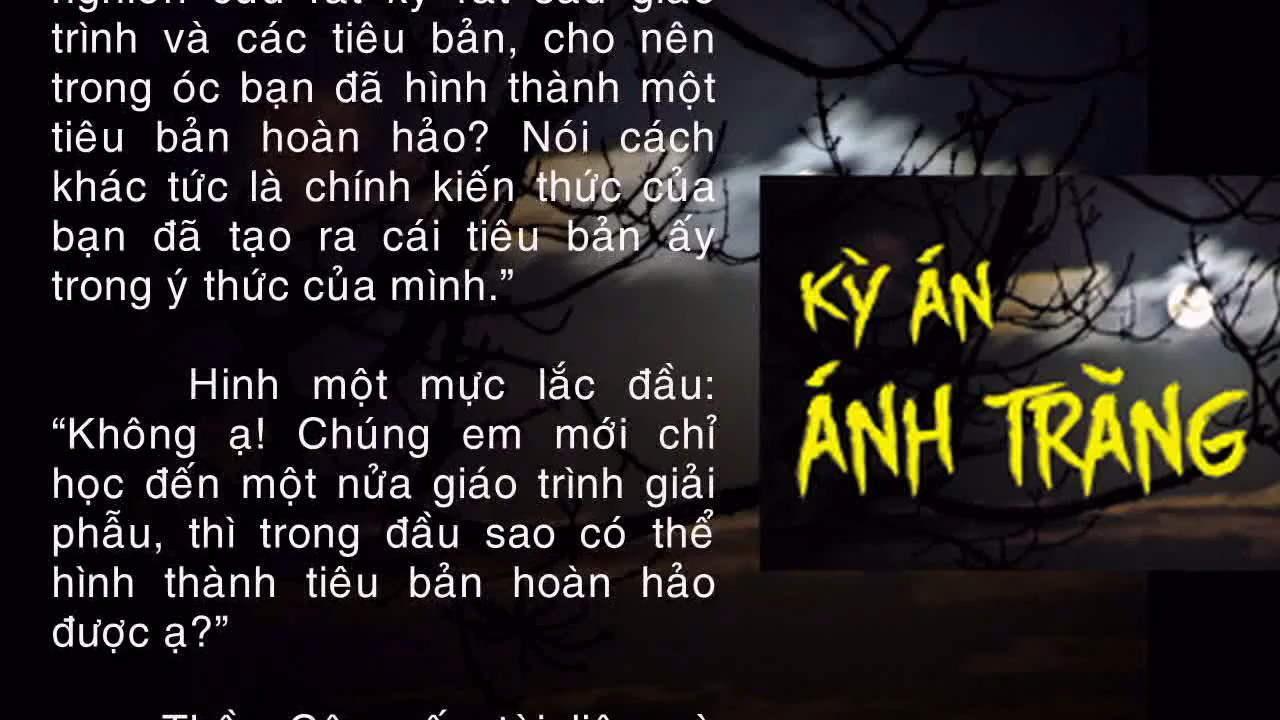 trình và các tiêu bản, cho nên
trong óc bạn đã hình thành một
tiêu bản hoàn hảo? Nói cách
khác tức là chính kiến thức của
bạn đã tạo ra cái tiêu bản ấy
trong ý thức của mình.”
Hinh một mực lắc đầu:
“Không ạ! Chúng em mới chỉ
học đến một nửa giáo trình giải
phẫu, thì trong đầu sao có thể
hình thành tiêu bản hoàn hảo
được ạ?”
KỲ ÁN
ÁNH TRĂNG